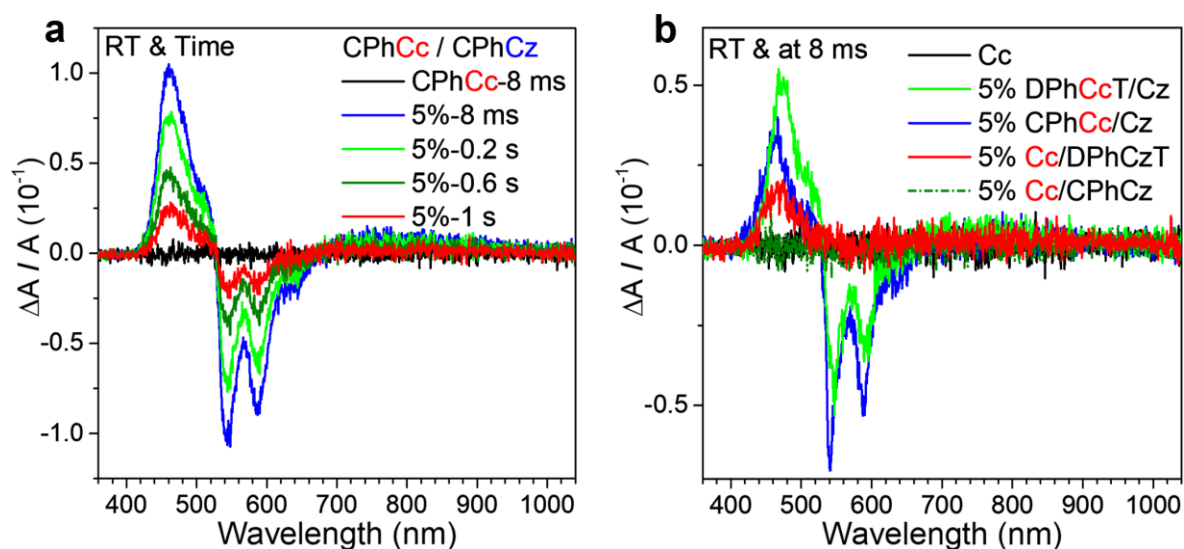 a
RT & Time
CPhCc / CPhCz
CPhCc-8 ms
5%-8 ms
5%-0.2 s
5%-0.6 s
5%-1 s
1.0
0.5
0.0
-0.5
-1.0
ΔA / A (10⁻¹)
400 500 600 700 800 900 1000
Wavelength (nm)
b
RT & at 8 ms
Cc
5% DPhCcT/Cz
5% CPhCc/Cz
5% Cc/DPhCzT
5% Cc/CPhCz
0.5
0.0
-0.5
ΔA / A (10⁻¹)
400 500 600 700 800 900 1000
Wavelength (nm)